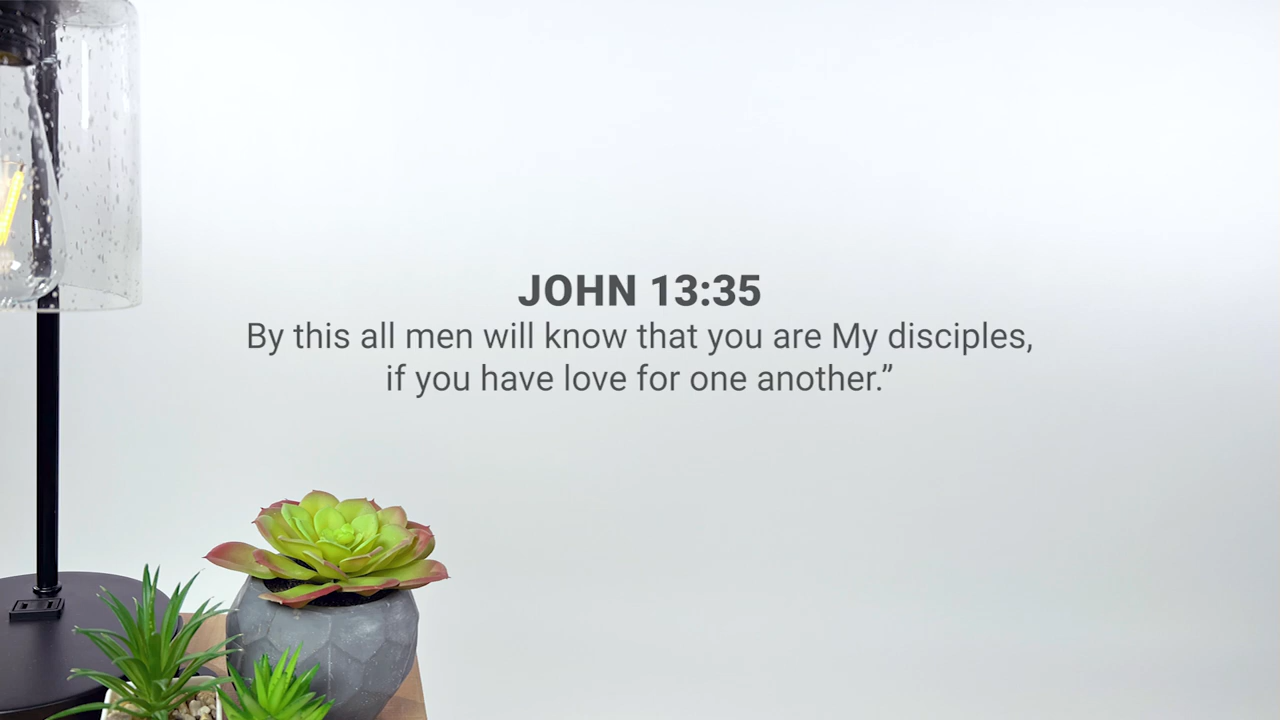 JOHN 13:35
By this all men will know that you are My disciples,
if you have love for one another.”